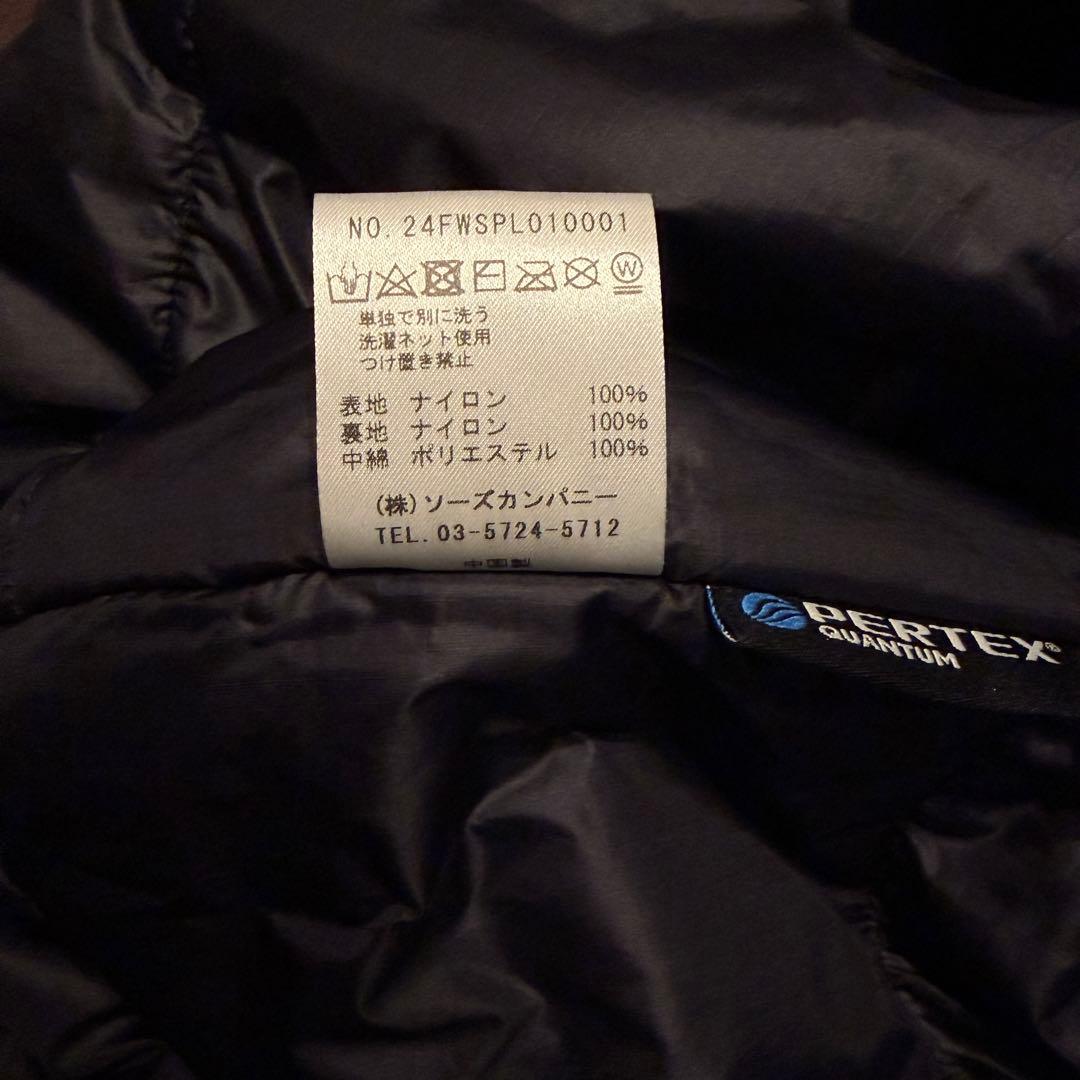 NO. 24FWSPL010001
W
単独で別に洗う
洗濯ネット使用
つけ置き禁止
表地 ナイロン 100%
裏地 ナイロン 100%
中綿 ポリエステル 100%
(株)ソーズカンパニー
TEL. 03-5724-5712
中国製
PERTEX®
QUANTUM